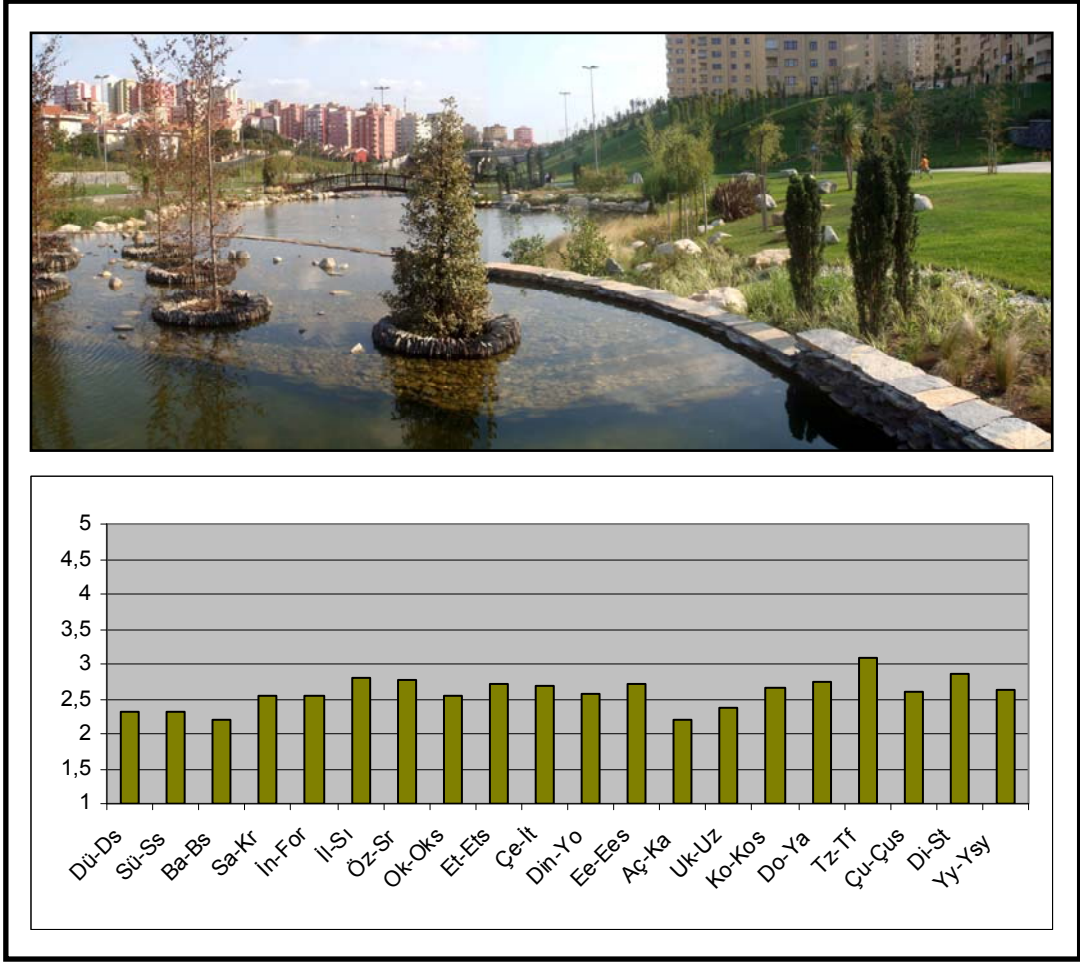 5
4,5
4
3,5
3
2,5
2
1,5
1
Dü-Ds
Sü-Ss
Ba-Bs
Sa-Kr
İn-For
İl-Sı
Öz-Sr
Ok-Oks
Et-Ets
Çe-İt
Din-Yo
Ee-Ees
Aç-Ka
Uk-Uz
Ko-Kos
Do-Ya
Tz-Tf
Çu-Çus
Di-St
Yy-Ysy